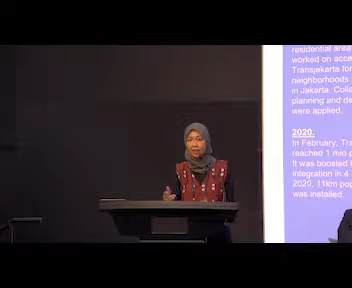 residential area
worked on acce
Transjakarta for
neighborhoods
in Jakarta. Colla
planning and de
were applied.
2020.
In February, Tra
reached 1 mio p
It was boosted
integration in 4
2020, 11km pop
was installed.